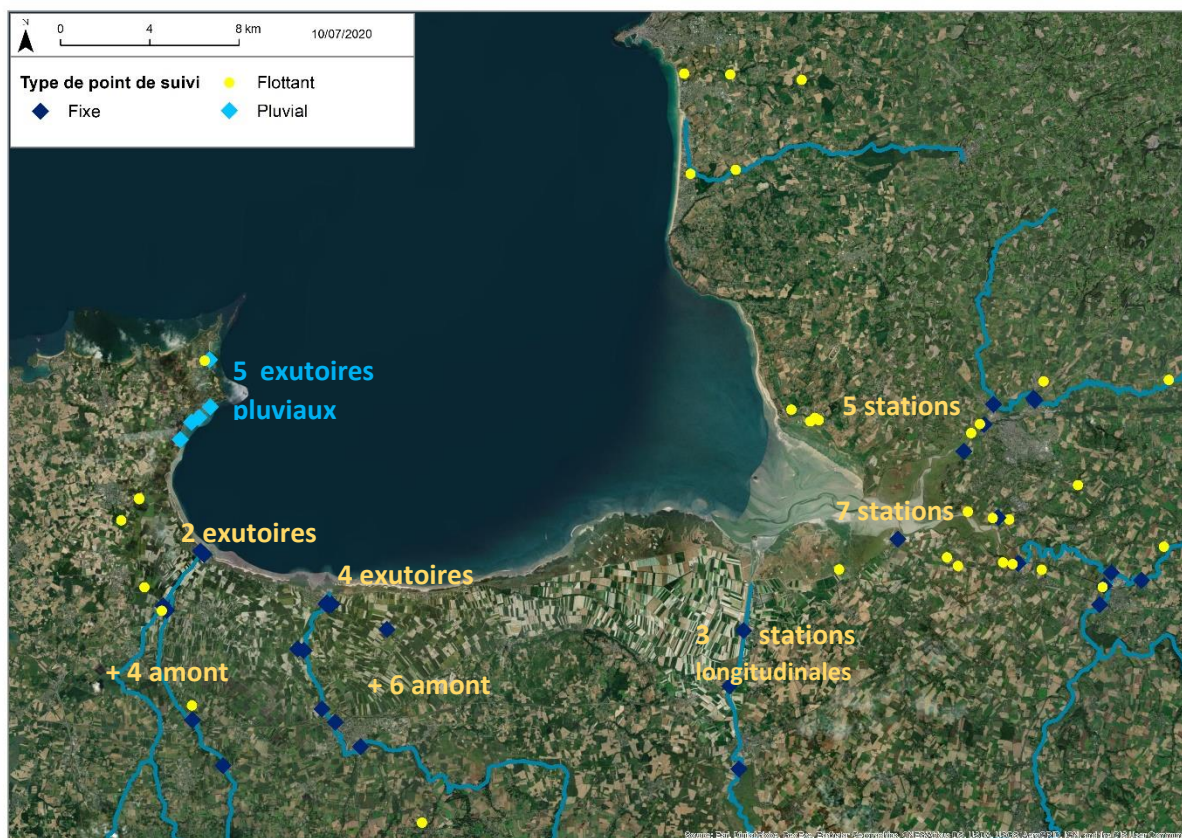 N
0 4 8 km
10/07/2020
Type de point de suivi
Flottant
Fixe
Pluvial
5 exutoires
pluviaux
5 stations
7 stations
2 exutoires
4 exutoires
3 stations
longitudinales
+ 4 amont
+ 6 amont